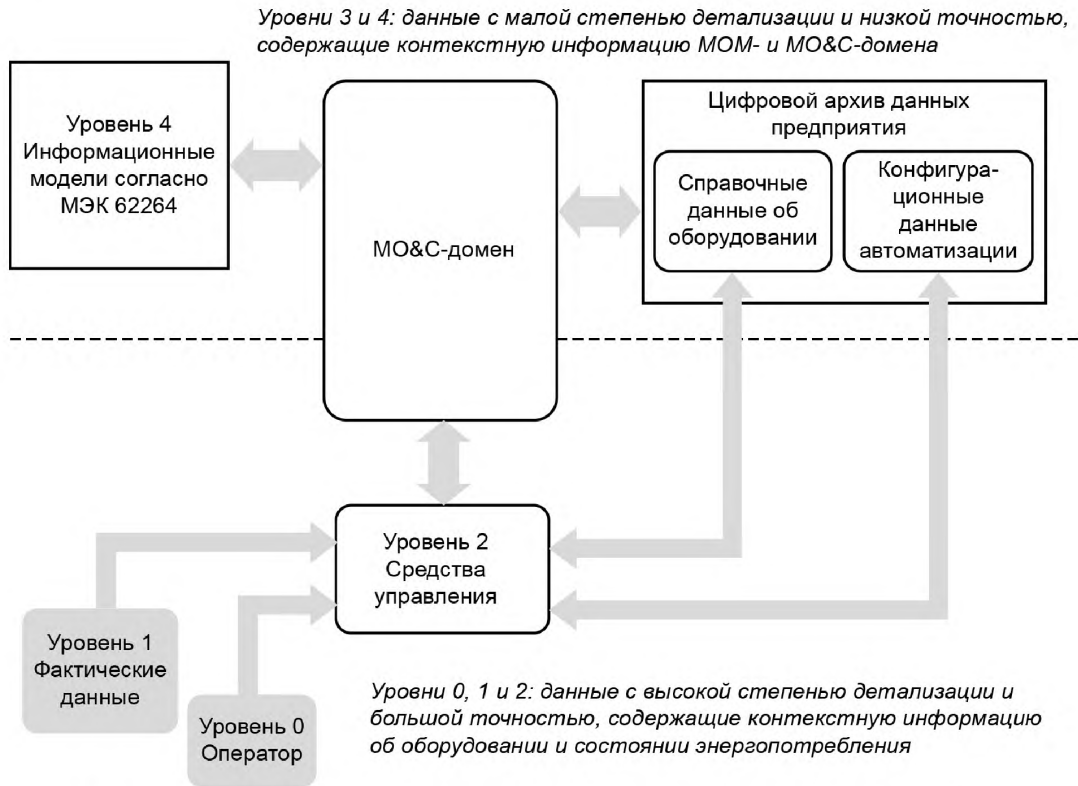 Уровни 3 и 4: данные с малой степенью детализации и низкой точностью,
содержащие контекстную информацию МОМ- и МО&С-домена
Уровень 4
Информационные
модели согласно
МЭК 62264
МО&С-домен
Цифровой архив данных
предприятия
Справочные
данные об
оборудовании
Конфигура-
ционные
данные
автоматизации
Уровень 2
Средства
управления
Уровень 1
Фактические
данные
Уровень 0
Оператор
Уровни 0, 1 и 2: данные с высокой степенью детализации и
большой точностью, содержащие контекстную информацию
об оборудовании и состоянии энергопотребления